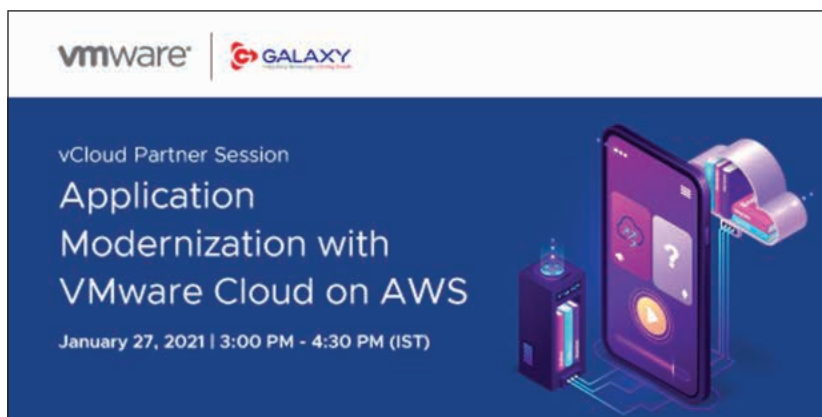 vmware®
GALAXY
vCloud Partner Session
Application
Modernization with
VMware Cloud on AWS
January 27, 2021 | 3:00 PM - 4:30 PM (IST)
?